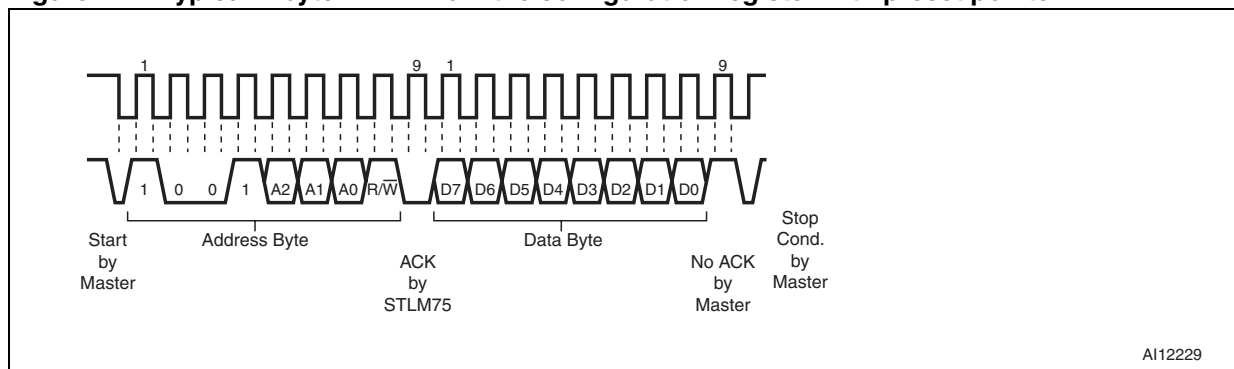 1 9 1 9
1 0 0 1 A2 A1 A0 R/W̅ D7 D6 D5 D4 D3 D2 D1 D0
Start
by
Master
Address Byte
ACK
by
STLM75
Data Byte
No ACK
by
Master
Stop
Cond.
by
Master
AI12229